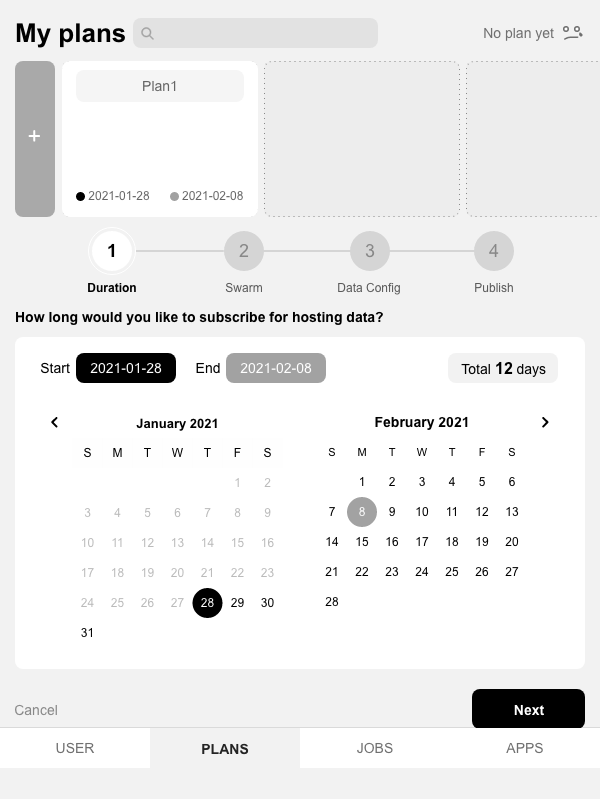 My plans
No plan yet
+
Plan1
2021-01-28 2021-02-08
1 2 3 4
Duration Swarm Data Config Publish
How long would you like to subscribe for hosting data?
Start 2021-01-28 End 2021-02-08 Total 12 days
January 2021
S M T W T F S
1 2
3 4 5 6 7 8 9
10 11 12 13 14 15 16
17 18 19 20 21 22 23
24 25 26 27 28 29 30
31
February 2021
S M T W T F S
1 2 3 4 5 6
7 8 9 10 11 12 13
14 15 16 17 18 19 20
21 22 23 24 25 26 27
28
Cancel Next
USER PLANS JOBS APPS